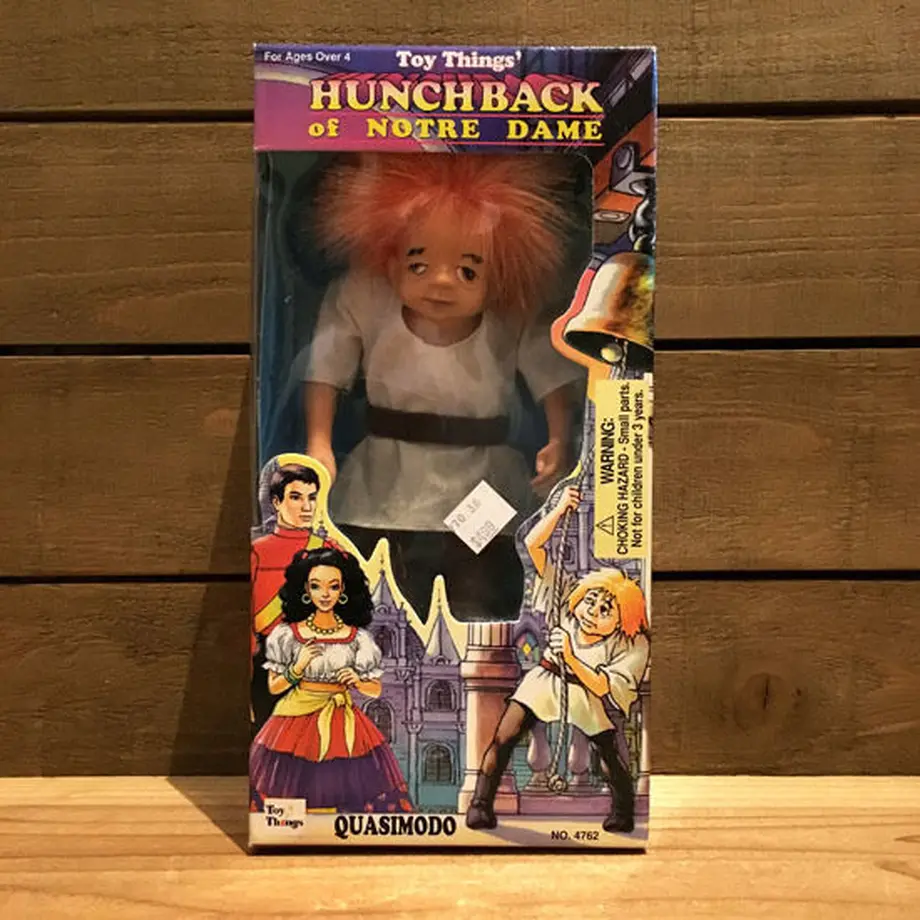 For Ages Over 4
Toy Things'
HUNCHBACK
of NOTRE DAME
WARNING:
CHOKING HAZARD - Small parts.
Not for children under 3 years.
Toy
Things
QUASIMODO
NO. 4762